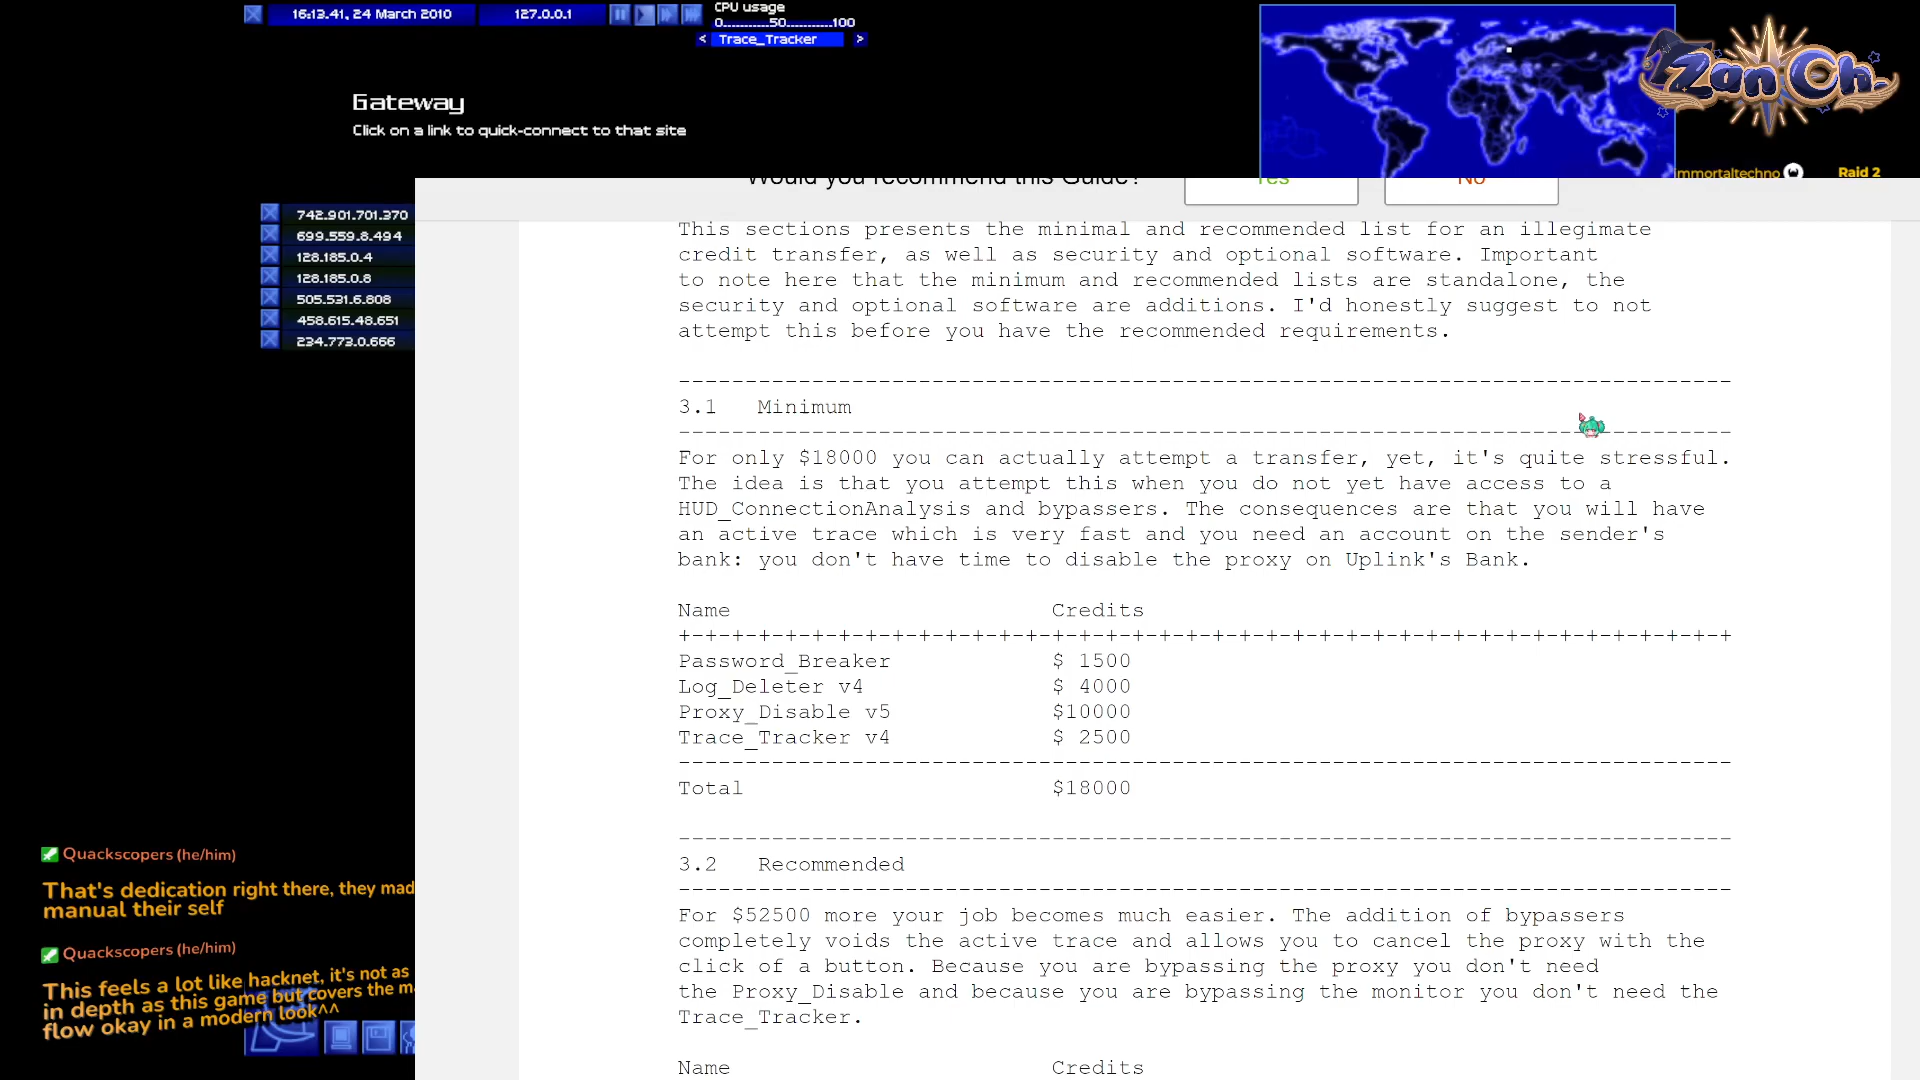 16:13.41, 24 March 2010
127.0.0.1
CPU usage
0..........50..........100
< Trace_Tracker >
Zan Ch.
Gateway
Click on a link to quick-connect to that site
mmortaltechno
Raid 2
Would you recommend this Guide?
Yes
No
742.901.701.370
699.559.8.494
128.185.0.4
128.185.0.8
505.531.6.808
458.615.48.651
234.773.0.666
This sections presents the minimal and recommended list for an illegimate
credit transfer, as well as security and optional software. Important
to note here that the minimum and recommended lists are standalone, the
security and optional software are additions. I'd honestly suggest to not
attempt this before you have the recommended requirements.
-------------------------------------------------------------------------------
3.1 Minimum
-------------------------------------------------------------------------------
For only $18000 you can actually attempt a transfer, yet, it's quite stressful.
The idea is that you attempt this when you do not yet have access to a
HUD_ConnectionAnalysis and bypassers. The consequences are that you will have
an active trace which is very fast and you need an account on the sender's
bank: you don't have time to disable the proxy on Uplink's Bank.
Name Credits
+-+-+-+-+-+-+-+-+-+-+-+-+-+-+-+-+-+-+-+-+-+-+-+-+-+-+-+-+-+-+-+-+-+-+-+-+-+-+-+
Password_Breaker $ 1500
Log_Deleter v4 $ 4000
Proxy_Disable v5 $10000
Trace_Tracker v4 $ 2500
-------------------------------------------------------------------------------
Total $18000
-------------------------------------------------------------------------------
3.2 Recommended
-------------------------------------------------------------------------------
For $52500 more your job becomes much easier. The addition of bypassers
completely voids the active trace and allows you to cancel the proxy with the
click of a button. Because you are bypassing the proxy you don't need
the Proxy_Disable and because you are bypassing the monitor you don't need the
Trace_Tracker.
Name Credits
Quackscopers (he/him)
That's dedication right there, they mad
manual their self
Quackscopers (he/him)
This feels a lot like hacknet, it's not as
in depth as this game but covers the ma
flow okay in a modern look^^